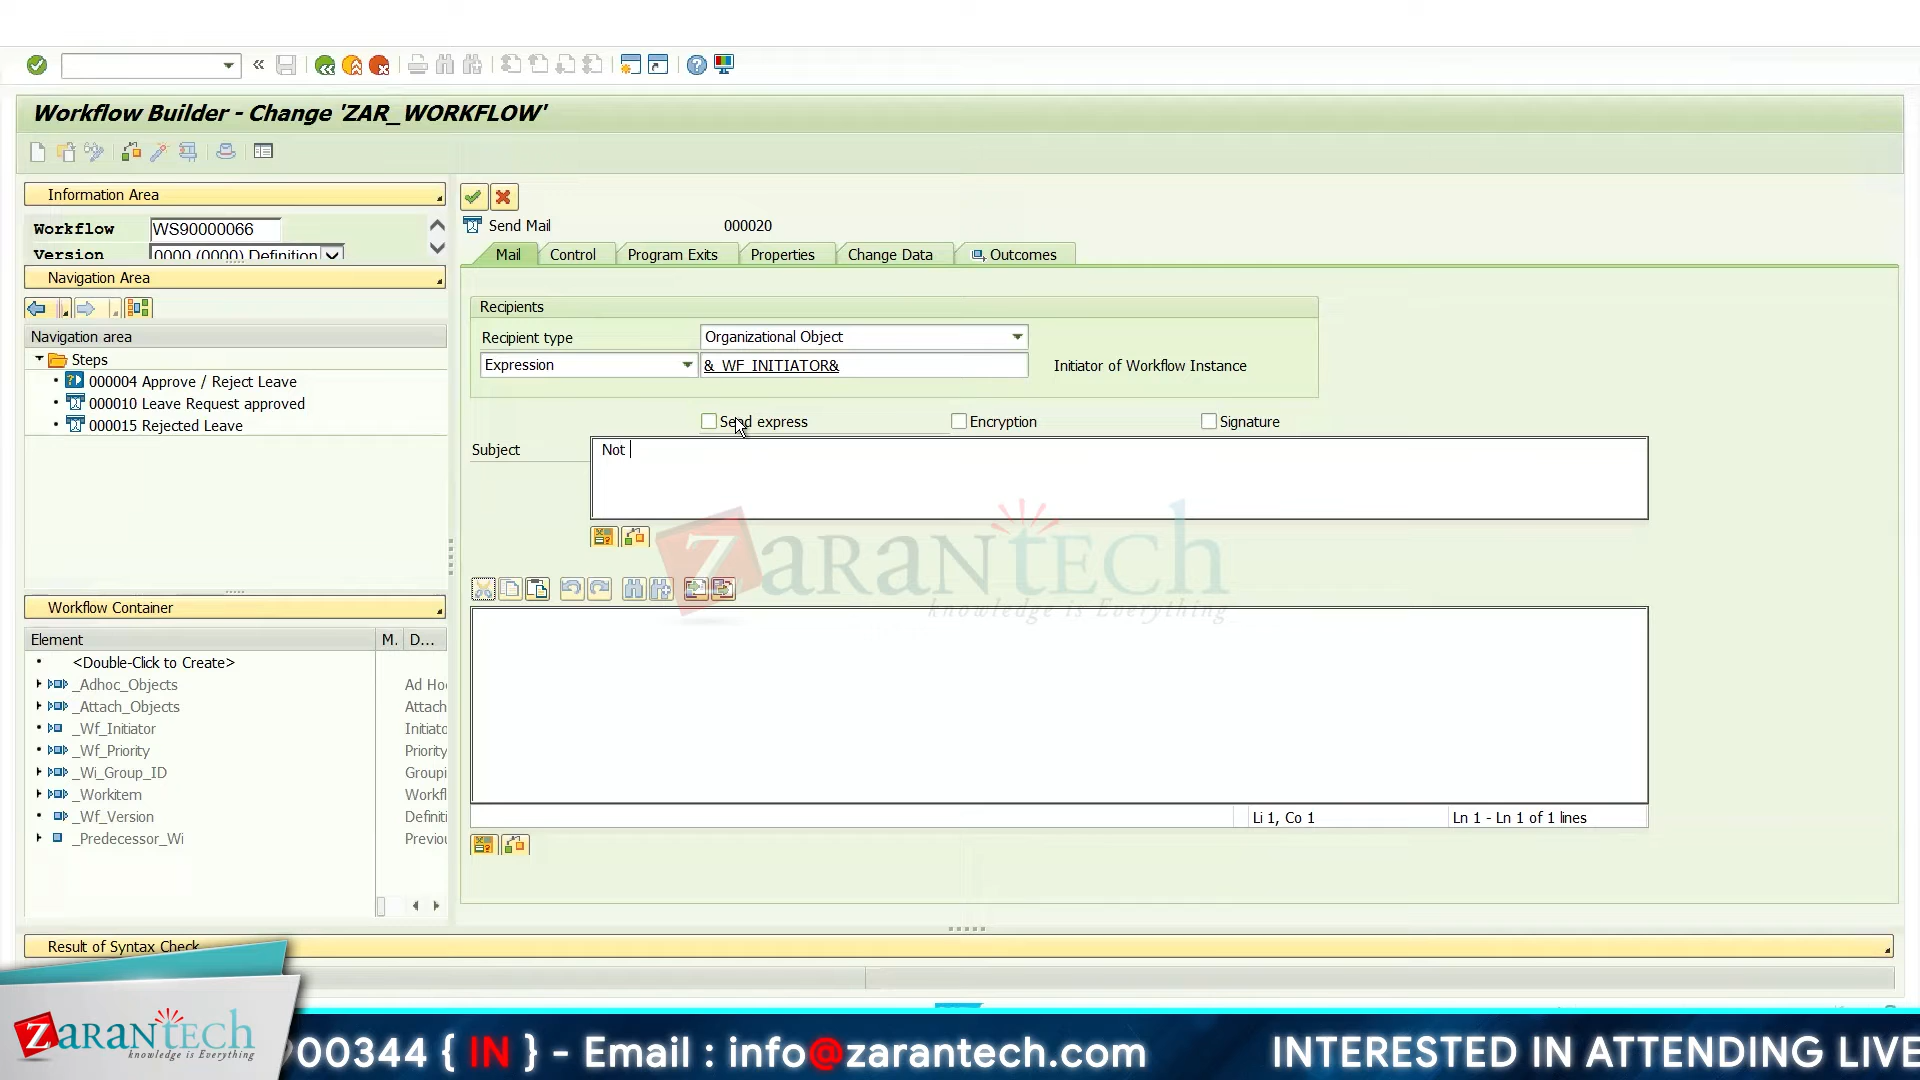 Workflow Builder - Change 'ZAR_WORKFLOW'
Information Area
Workflow WS90000066
Version 0000 (0000) Definition
Navigation Area
Navigation area
Steps
000004 Approve / Reject Leave
000010 Leave Request approved
000015 Rejected Leave
Workflow Container
Element M. D...
<Double-Click to Create>
_Adhoc_Objects Ad Ho
_Attach_Objects Attach
_Wf_Initiator Initiato
_Wf_Priority Priority
_Wi_Group_ID Groupi
_Workitem Workfl
_Wf_Version Definiti
_Predecessor_Wi Previou
Send Mail 000020
Mail Control Program Exits Properties Change Data Outcomes
Recipients
Recipient type Organizational Object
Expression &_WF_INITIATOR& Initiator of Workflow Instance
Send express Encryption Signature
Subject Not
ZARANTECH
knowledge is Everything
Li 1, Co 1 Ln 1 - Ln 1 of 1 lines
Result of Syntax Check
ZARANTECH
knowledge is Everything
00344 { IN } - Email : info@zarantech.com INTERESTED IN ATTENDING LIVE